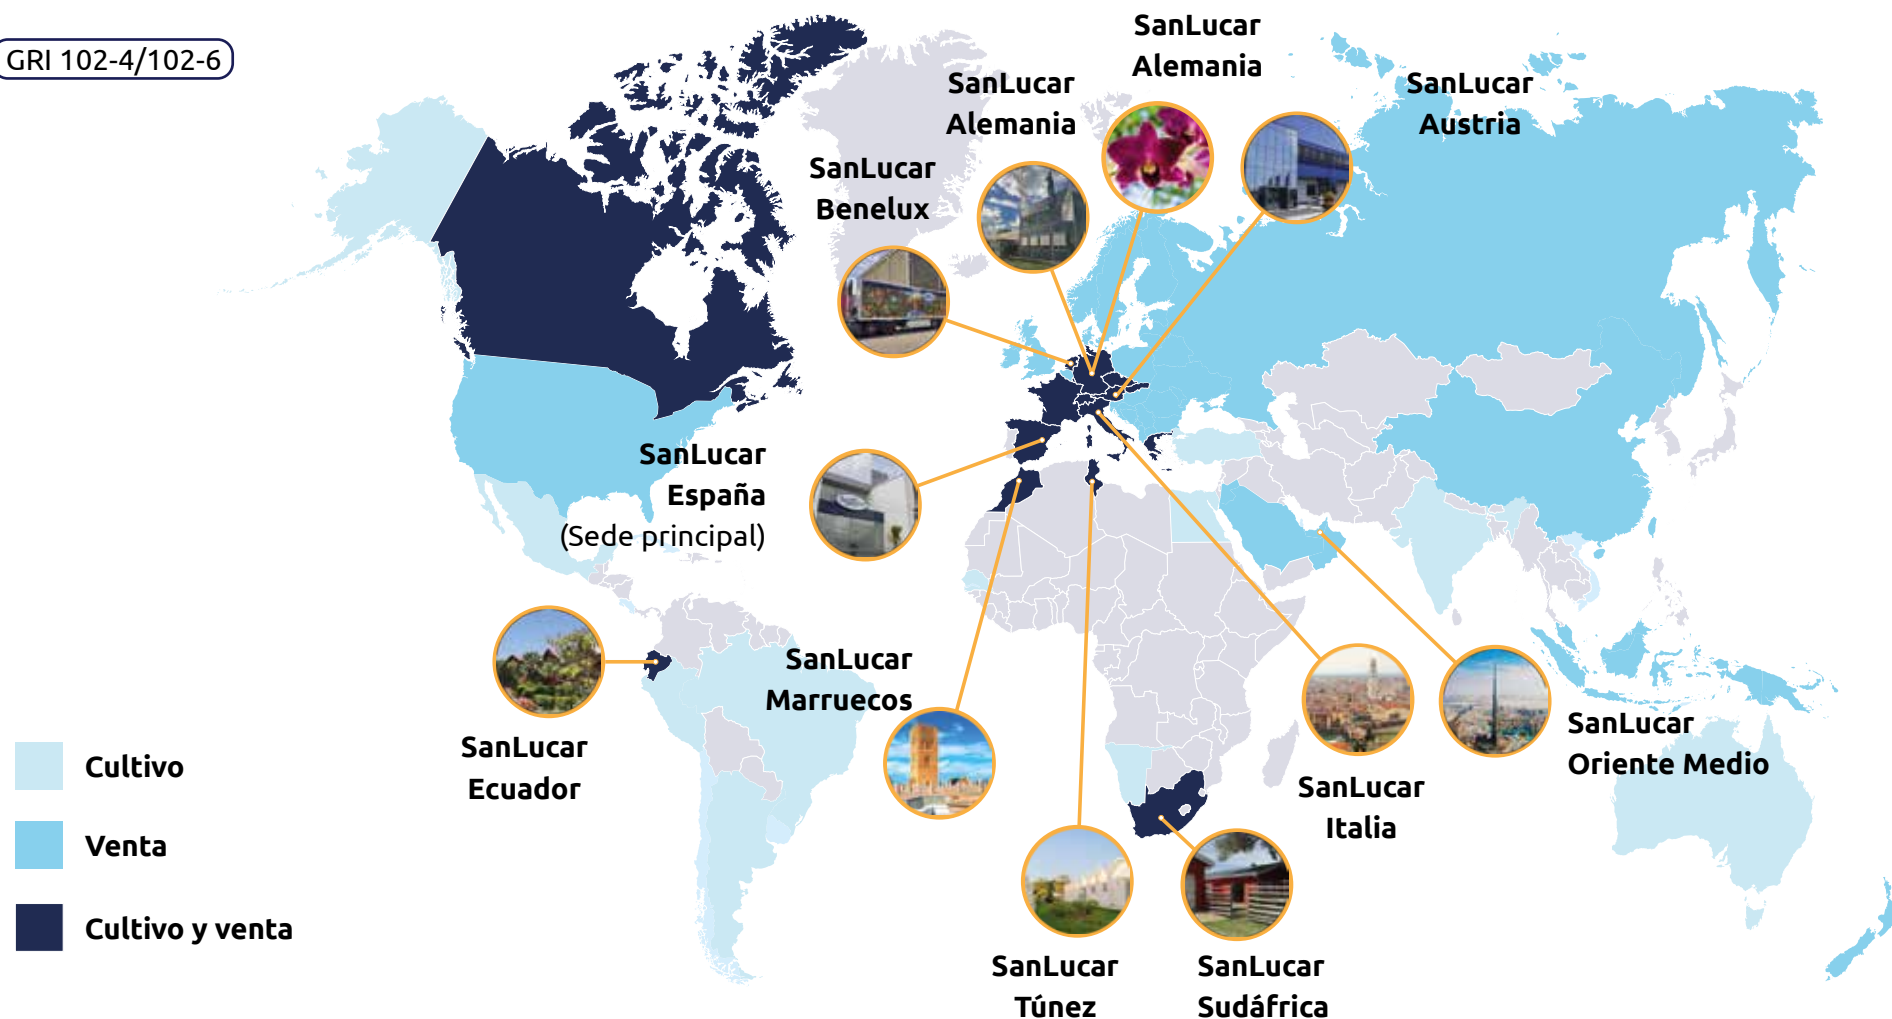 GRI 102-4/102-6
SanLucar
Alemania
SanLucar
Alemania
SanLucar
Austria
SanLucar
Benelux
SanLucar
España
(Sede principal)
SanLucar
Ecuador
SanLucar
Marruecos
SanLucar
Túnez
SanLucar
Sudáfrica
SanLucar
Italia
SanLucar
Oriente Medio
Cultivo
Venta
Cultivo y venta